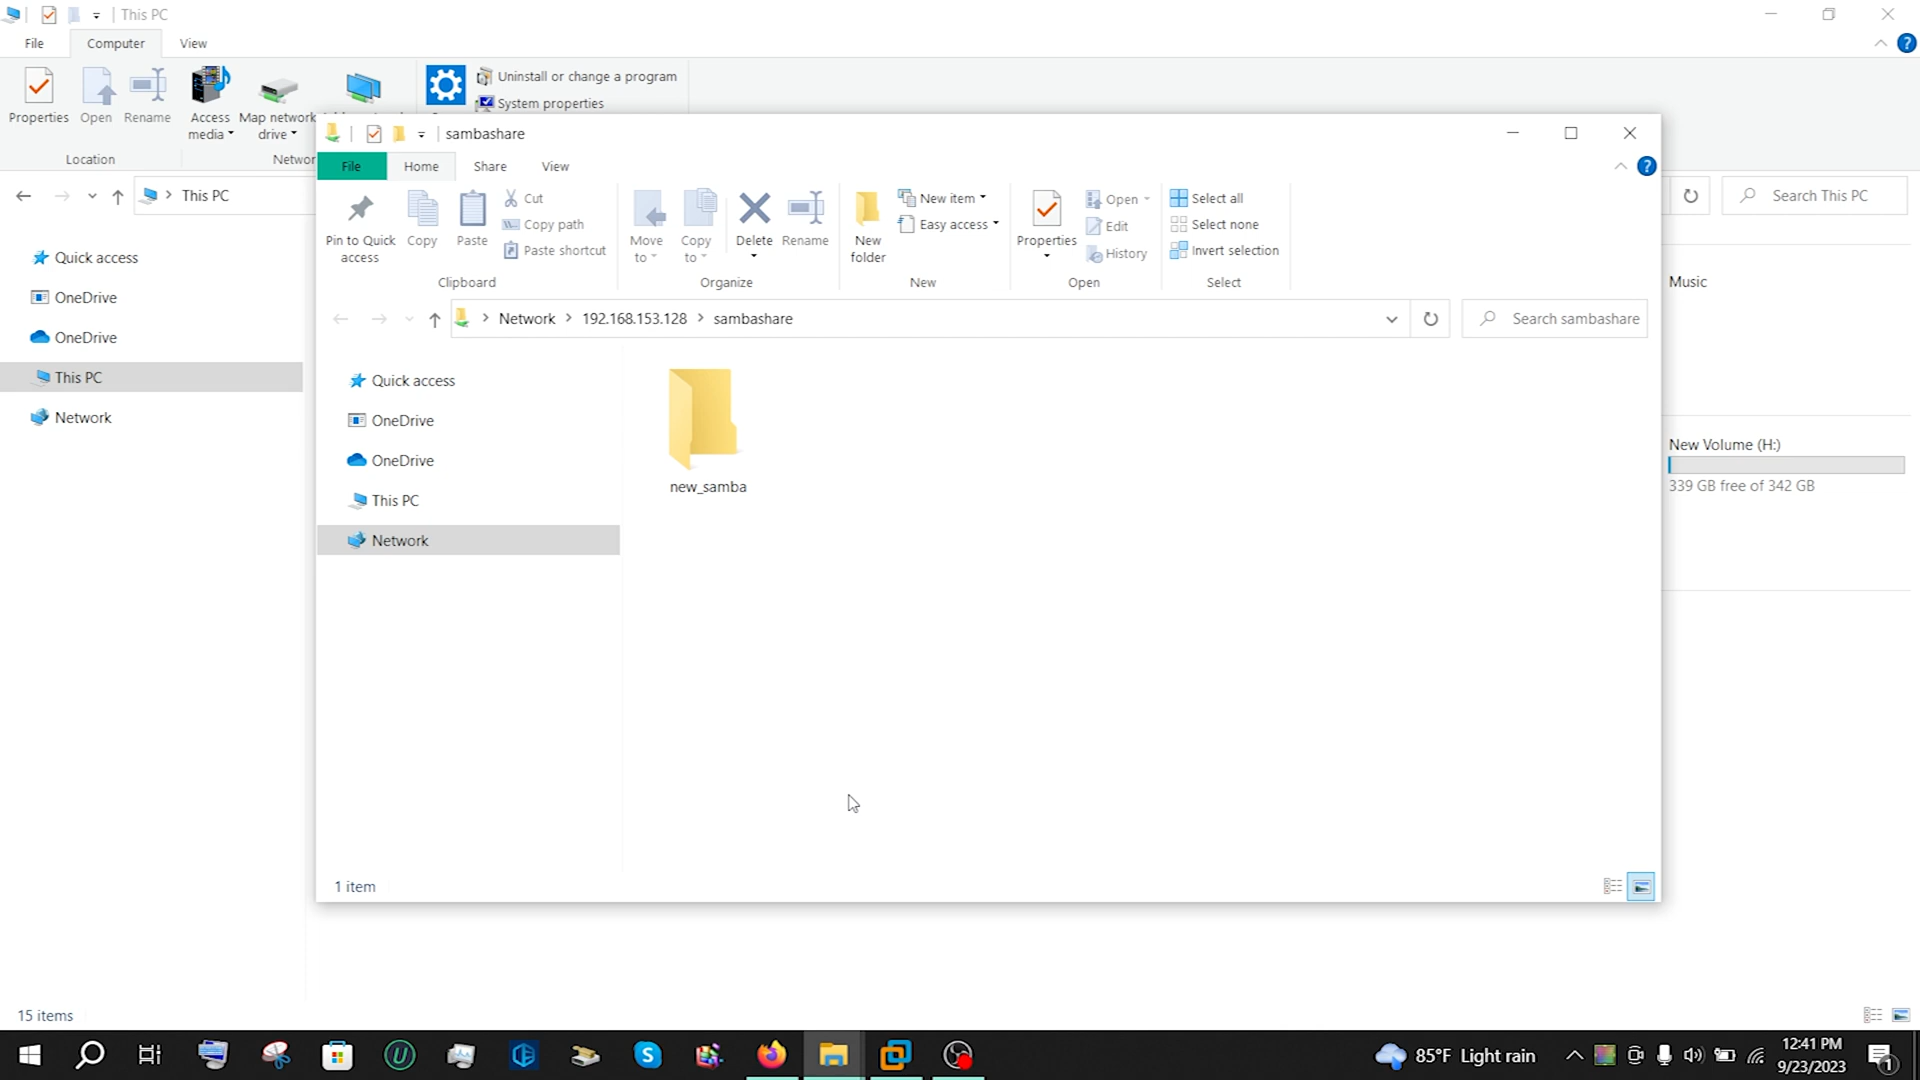 This PC
File
Computer
View
Properties
Open
Rename
Access media
Map network drive
Uninstall or change a program
System properties
Location
This PC
Search This PC
Quick access
OneDrive
OneDrive
This PC
Network
Music
New Volume (H:)
339 GB free of 342 GB
15 items
sambashare
File
Home
Share
View
Pin to Quick access
Copy
Paste
Cut
Copy path
Paste shortcut
Clipboard
Move to
Copy to
Delete
Rename
Organize
New folder
New item
Easy access
New
Properties
Open
Edit
History
Open
Select all
Select none
Invert selection
Select
Network > 192.168.153.128 > sambashare
Search sambashare
Quick access
OneDrive
OneDrive
This PC
Network
new_samba
1 item
85°F Light rain
12:41 PM
9/23/2023
1